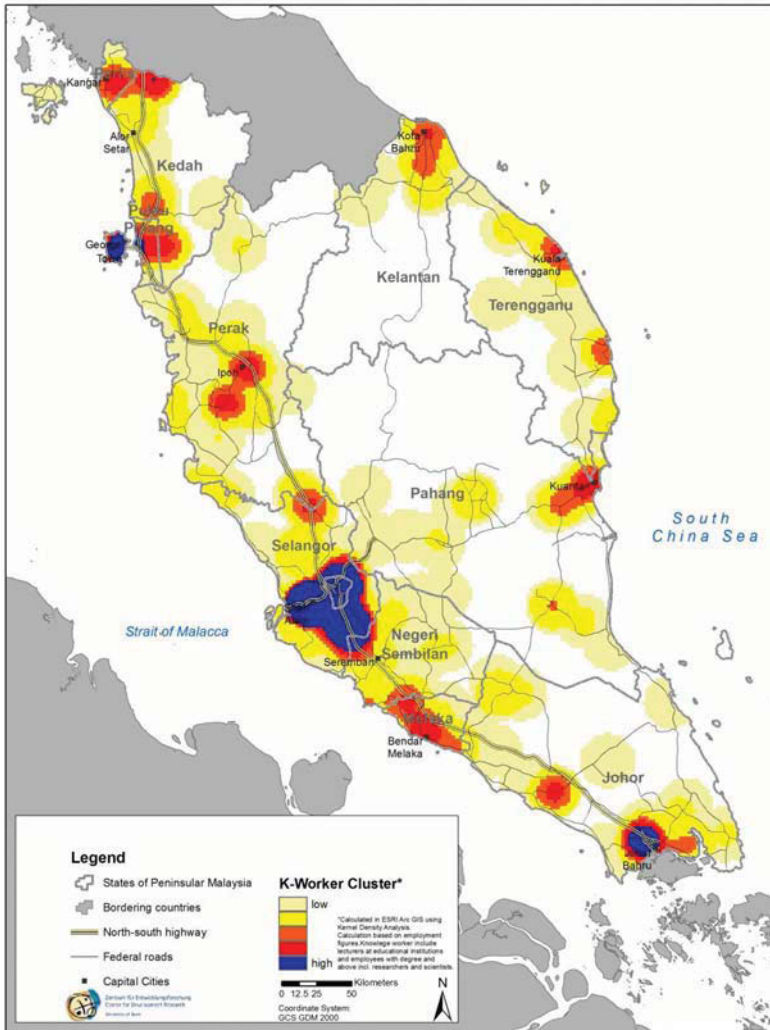 Kangar
Perlis
Alor
Setar
Kedah
Kota
Bahru
Pulau
Pinang
George
Town
Kuala
Terengganu
Kelantan
Terengganu
Perak
Ipoh
Kuantan
Pahang
South
China Sea
Selangor
Shah
Alam
Strait of Malacca
Negeri
Sembilan
Seremban
Melaka
Bendar
Melaka
Johor
Bahru
Legend
States of Peninsular Malaysia
Bordering countries
North-south highway
Federal roads
Capital Cities
Zentrum für Entwicklungsforschung
Center for Development Research
University of Bonn
K-Worker Cluster*
low
high
*Calculated in ESRI Arc GIS using
Kernel Density Analysis.
Calculation based on employment
figures.Knowlege worker include
lecturers at educational institutions
and employees with degree and
above incl. researchers and scientists.
Kilometers
0 12.5 25 50
N
Coordinate System:
GCS GDM 2000